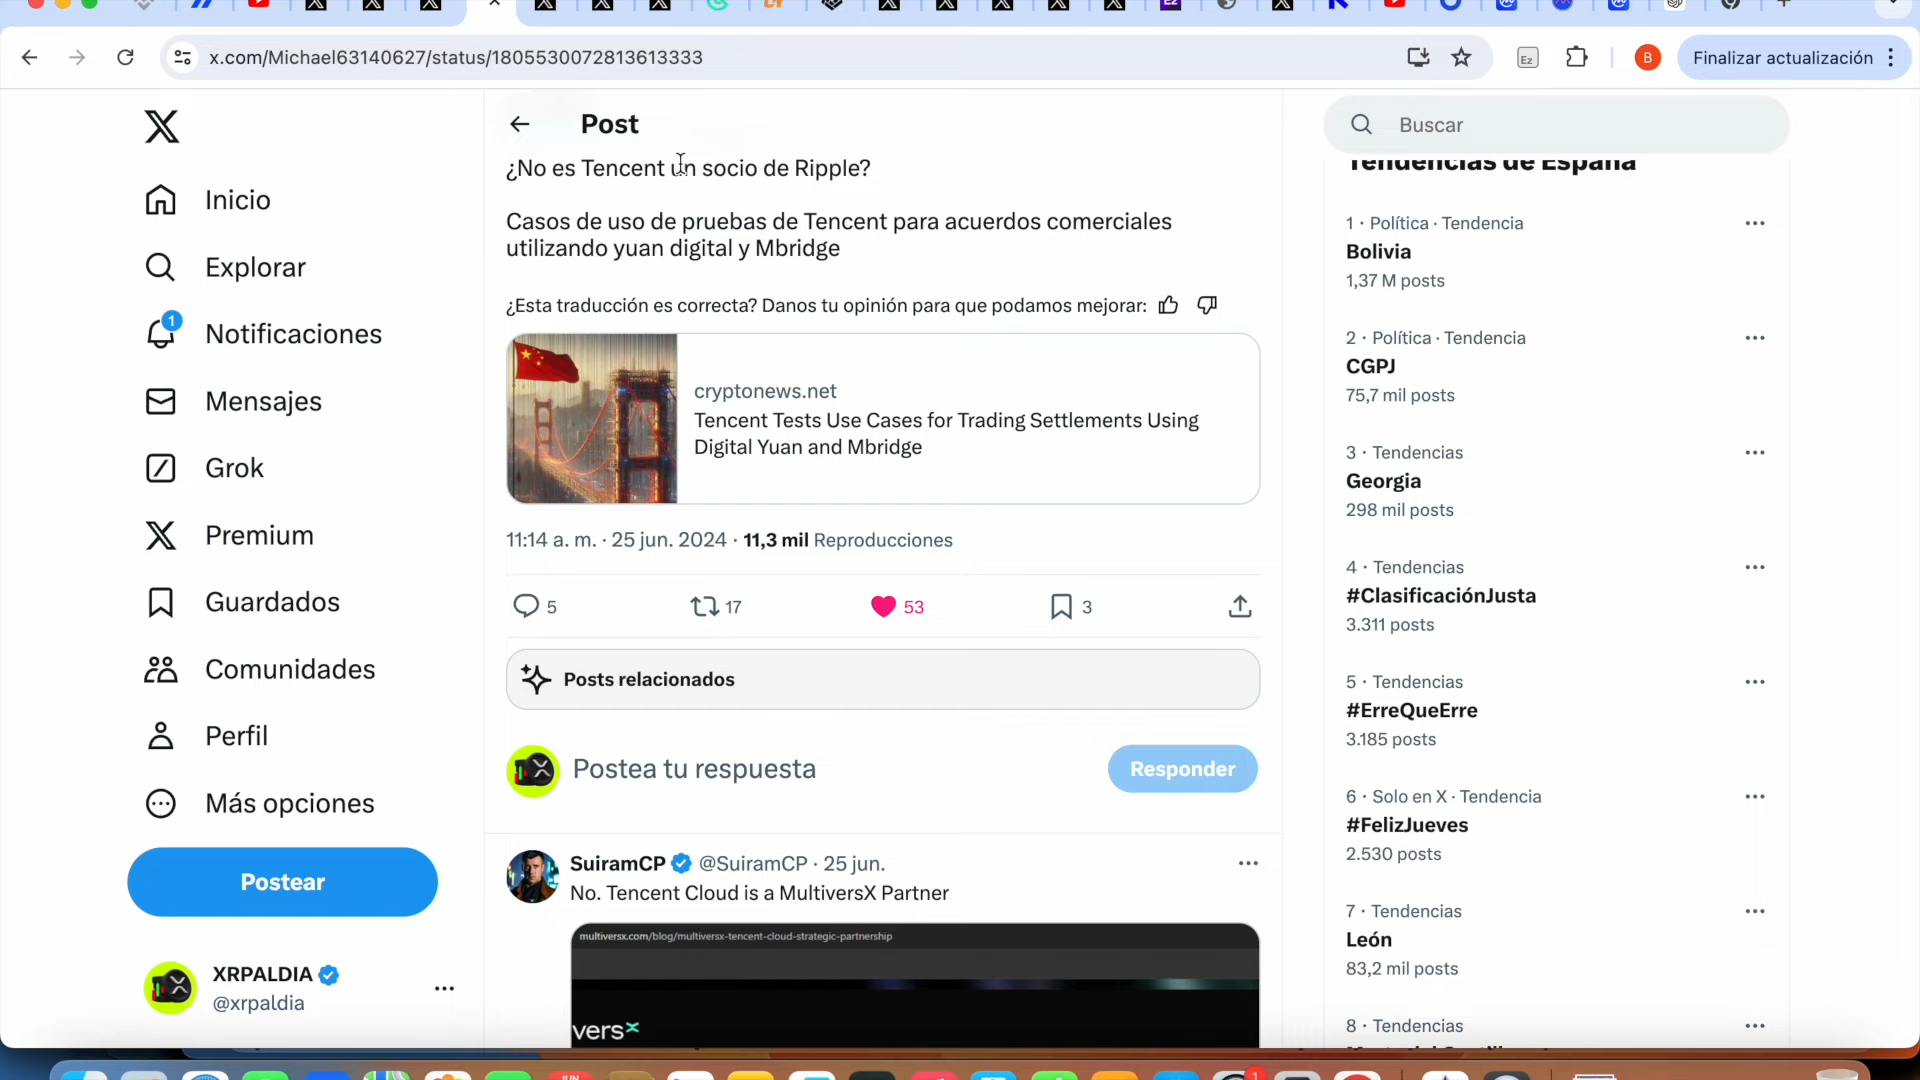 x.com/Michael63140627/status/1805530072813613333
Ez
B
Finalizar actualización
Post
Buscar
¿No es Tencent un socio de Ripple?
Casos de uso de pruebas de Tencent para acuerdos comerciales
utilizando yuan digital y Mbridge
¿Esta traducción es correcta? Danos tu opinión para que podamos mejorar:
cryptonews.net
Tencent Tests Use Cases for Trading Settlements Using
Digital Yuan and Mbridge
11:14 a. m. · 25 jun. 2024 · 11,3 mil Reproducciones
5
17
53
3
Posts relacionados
Postea tu respuesta
Responder
SuiramCP @SuiramCP · 25 jun.
No. Tencent Cloud is a MultiversX Partner
multiversx.com/blog/multiversx-tencent-cloud-strategic-partnership
versx
Inicio
Explorar
1
Notificaciones
Mensajes
Grok
Premium
Guardados
Comunidades
Perfil
Más opciones
Postear
XRPALDIA
@xrpaldia
Tendencias de España
1 · Política · Tendencia
Bolivia
1,37 M posts
2 · Política · Tendencia
CGPJ
75,7 mil posts
3 · Tendencias
Georgia
298 mil posts
4 · Tendencias
#ClasificaciónJusta
3.311 posts
5 · Tendencias
#ErreQueErre
3.185 posts
6 · Solo en X · Tendencia
#FelizJueves
2.530 posts
7 · Tendencias
León
83,2 mil posts
8 · Tendencias
JUN
1